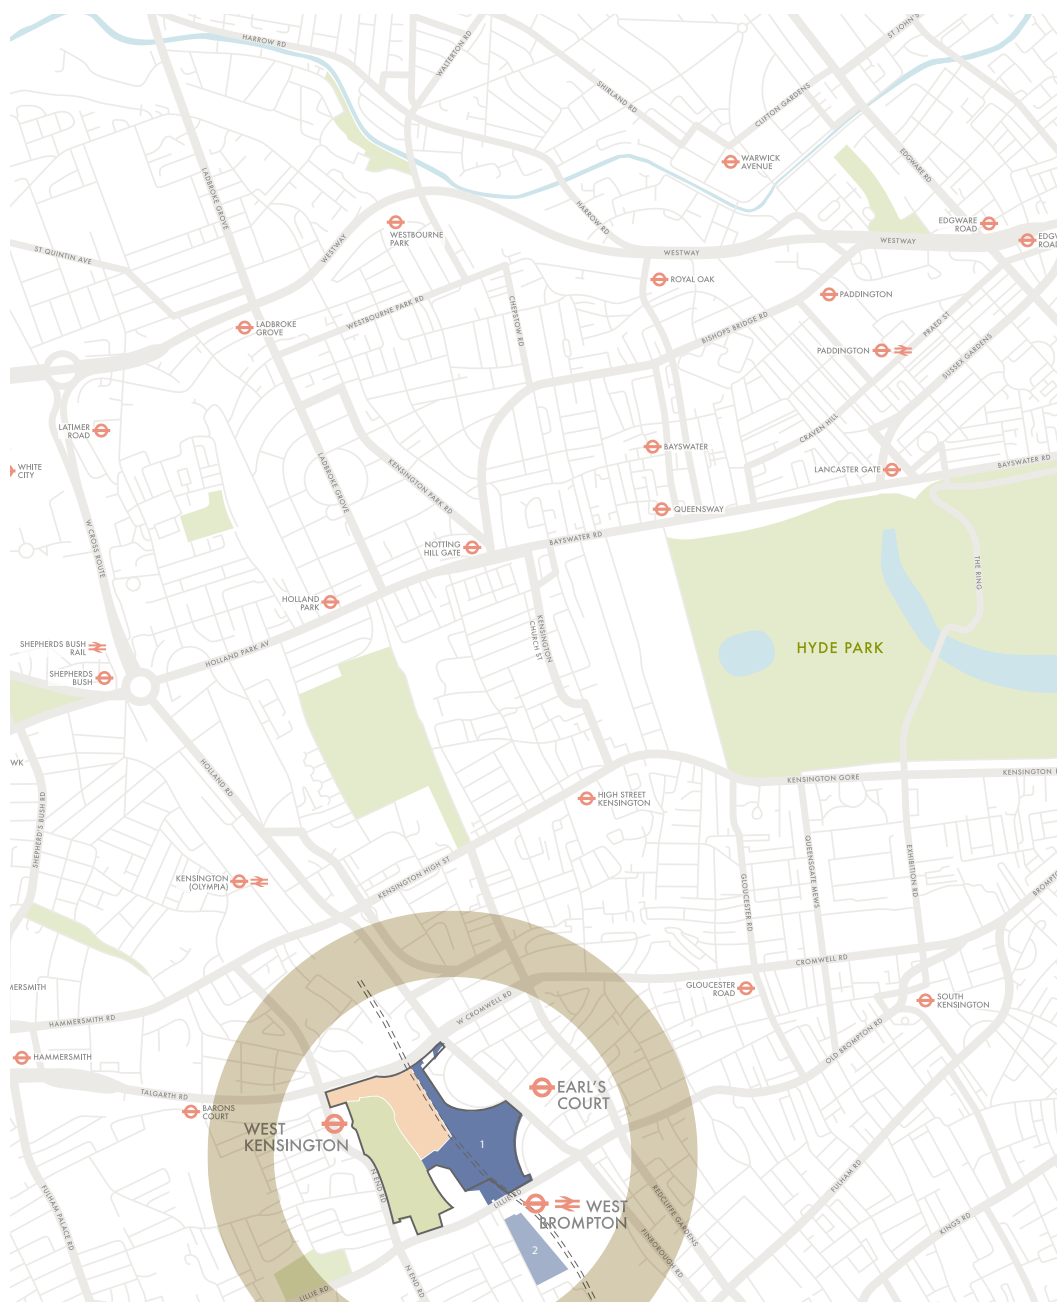 HARROW RD
WALTERTON RD
ST JOHN'S
SHIRLAND RD
CLIFTON GARDENS
WARWICK
AVENUE
EDGWARE RD
LADBROKE GROVE
HARROW RD
WESTBOURNE
PARK
EDGWARE
ROAD
ST QUINTIN AVE
WESTWAY
WESTWAY
WESTWAY
ROYAL OAK
PADDINGTON
CHEPSTOW RD
WESTBOURNE PARK RD
LADBROKE
GROVE
BISHOPS BRIDGE RD
PRAED ST
PADDINGTON
SUSSEX GARDENS
LATIMER
ROAD
CRAVEN HILL
BAYSWATER
WHITE
CITY
LADBROKE GROVE
KENSINGTON PARK RD
LANCASTER GATE
BAYSWATER RD
QUEENSWAY
W CROSS ROUTE
NOTTING
HILL GATE
BAYSWATER RD
THE RING
HOLLAND
PARK
KENSINGTON
CHURCH ST
SHEPHERDS BUSH
RAIL
HOLLAND PARK AV
HYDE PARK
SHEPHERDS
BUSH
WK
HOLLAND RD
KENSINGTON GORE
KENSINGTON
HIGH STREET
KENSINGTON
SHEPHERD'S BUSH RD
QUEENSGATE MEWS
EXHIBITION RD
KENSINGTON
(OLYMPIA)
KENSINGTON HIGH ST
GLOUCESTER RD
CROMWELL RD
MERSMITH
GLOUCESTER
ROAD
SOUTH
KENSINGTON
HAMMERSMITH RD
W CROMWELL RD
OLD BROMPTON RD
HAMMERSMITH
TALGARTH RD
BARONS
COURT
EARL'S
COURT
WEST
KENSINGTON
1
N END RD
FULHAM RD
FULHAM PALACE RD
LILLIE RD
WEST
BROMPTON
REDCLIFFE GARDENS
KINGS RD
2
FINBOROUGH RD
N END RD
LILLIE RD